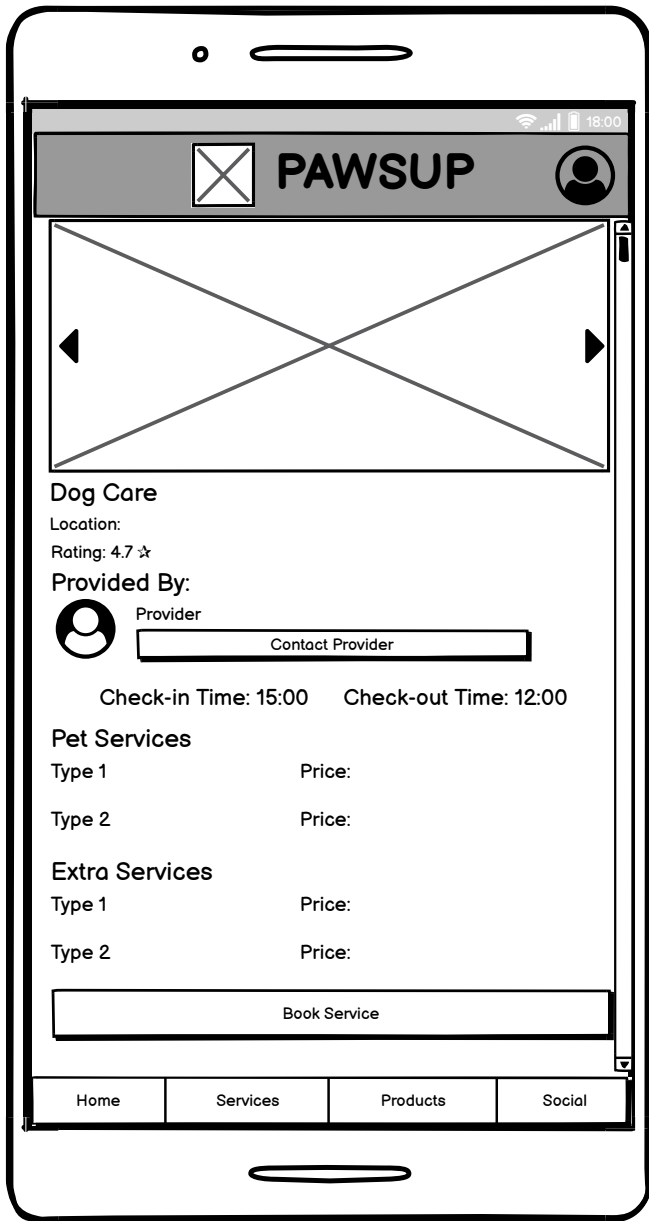 18:00
PAWSUP
Dog Care
Location:
Rating: 4.7 ✰
Provided By:
Provider
Contact Provider
Check-in Time: 15:00 Check-out Time: 12:00
Pet Services
Type 1 Price:
Type 2 Price:
Extra Services
Type 1 Price:
Type 2 Price:
Book Service
Home Services Products Social